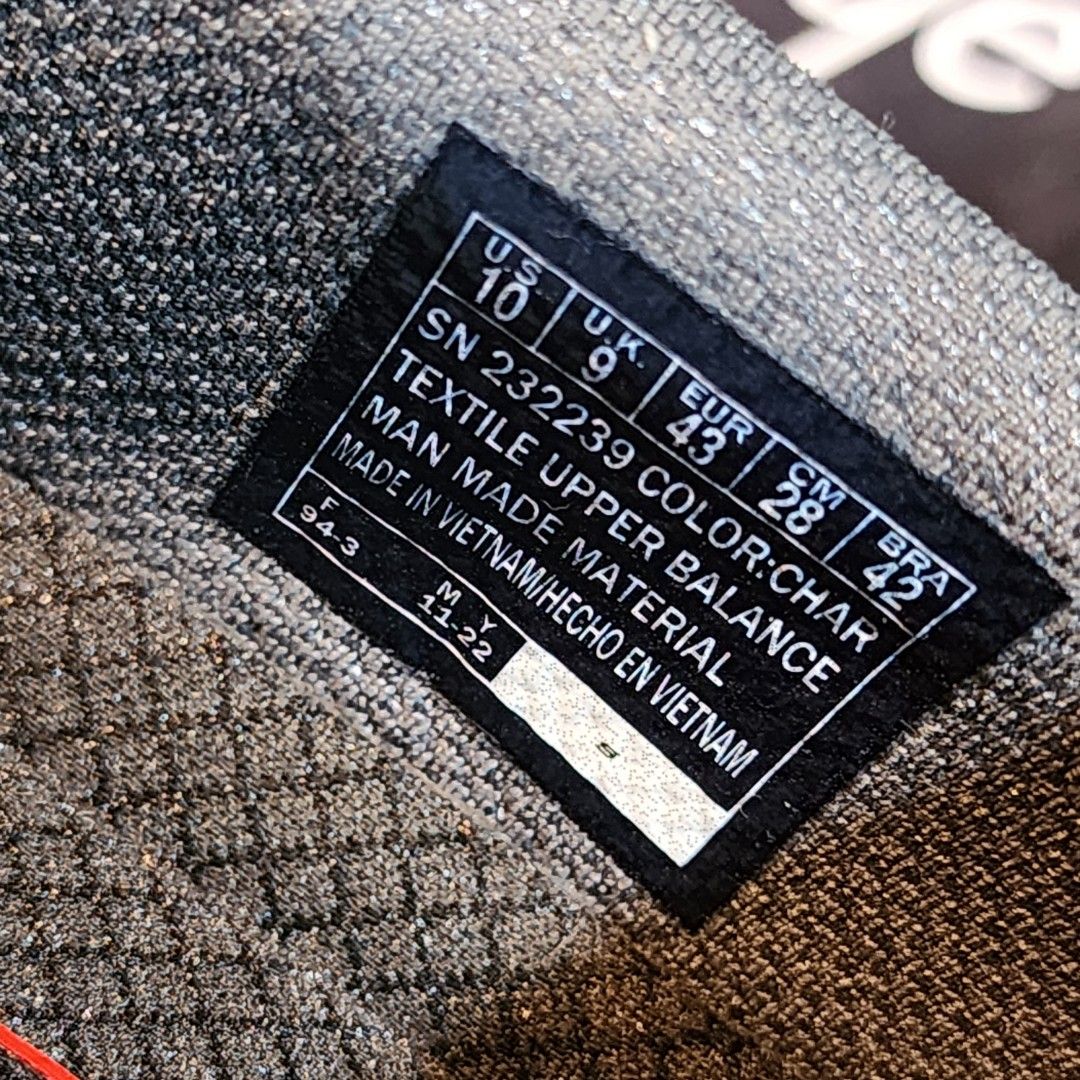 US U.K. EUR CM BRA
10 9 43 28 42
SN 232239 COLOR:CHAR
TEXTILE UPPER BALANCE
MAN MADE MATERIAL
MADE IN VIETNAM/HECHO EN VIETNAM
F M Y
94-3 11-22